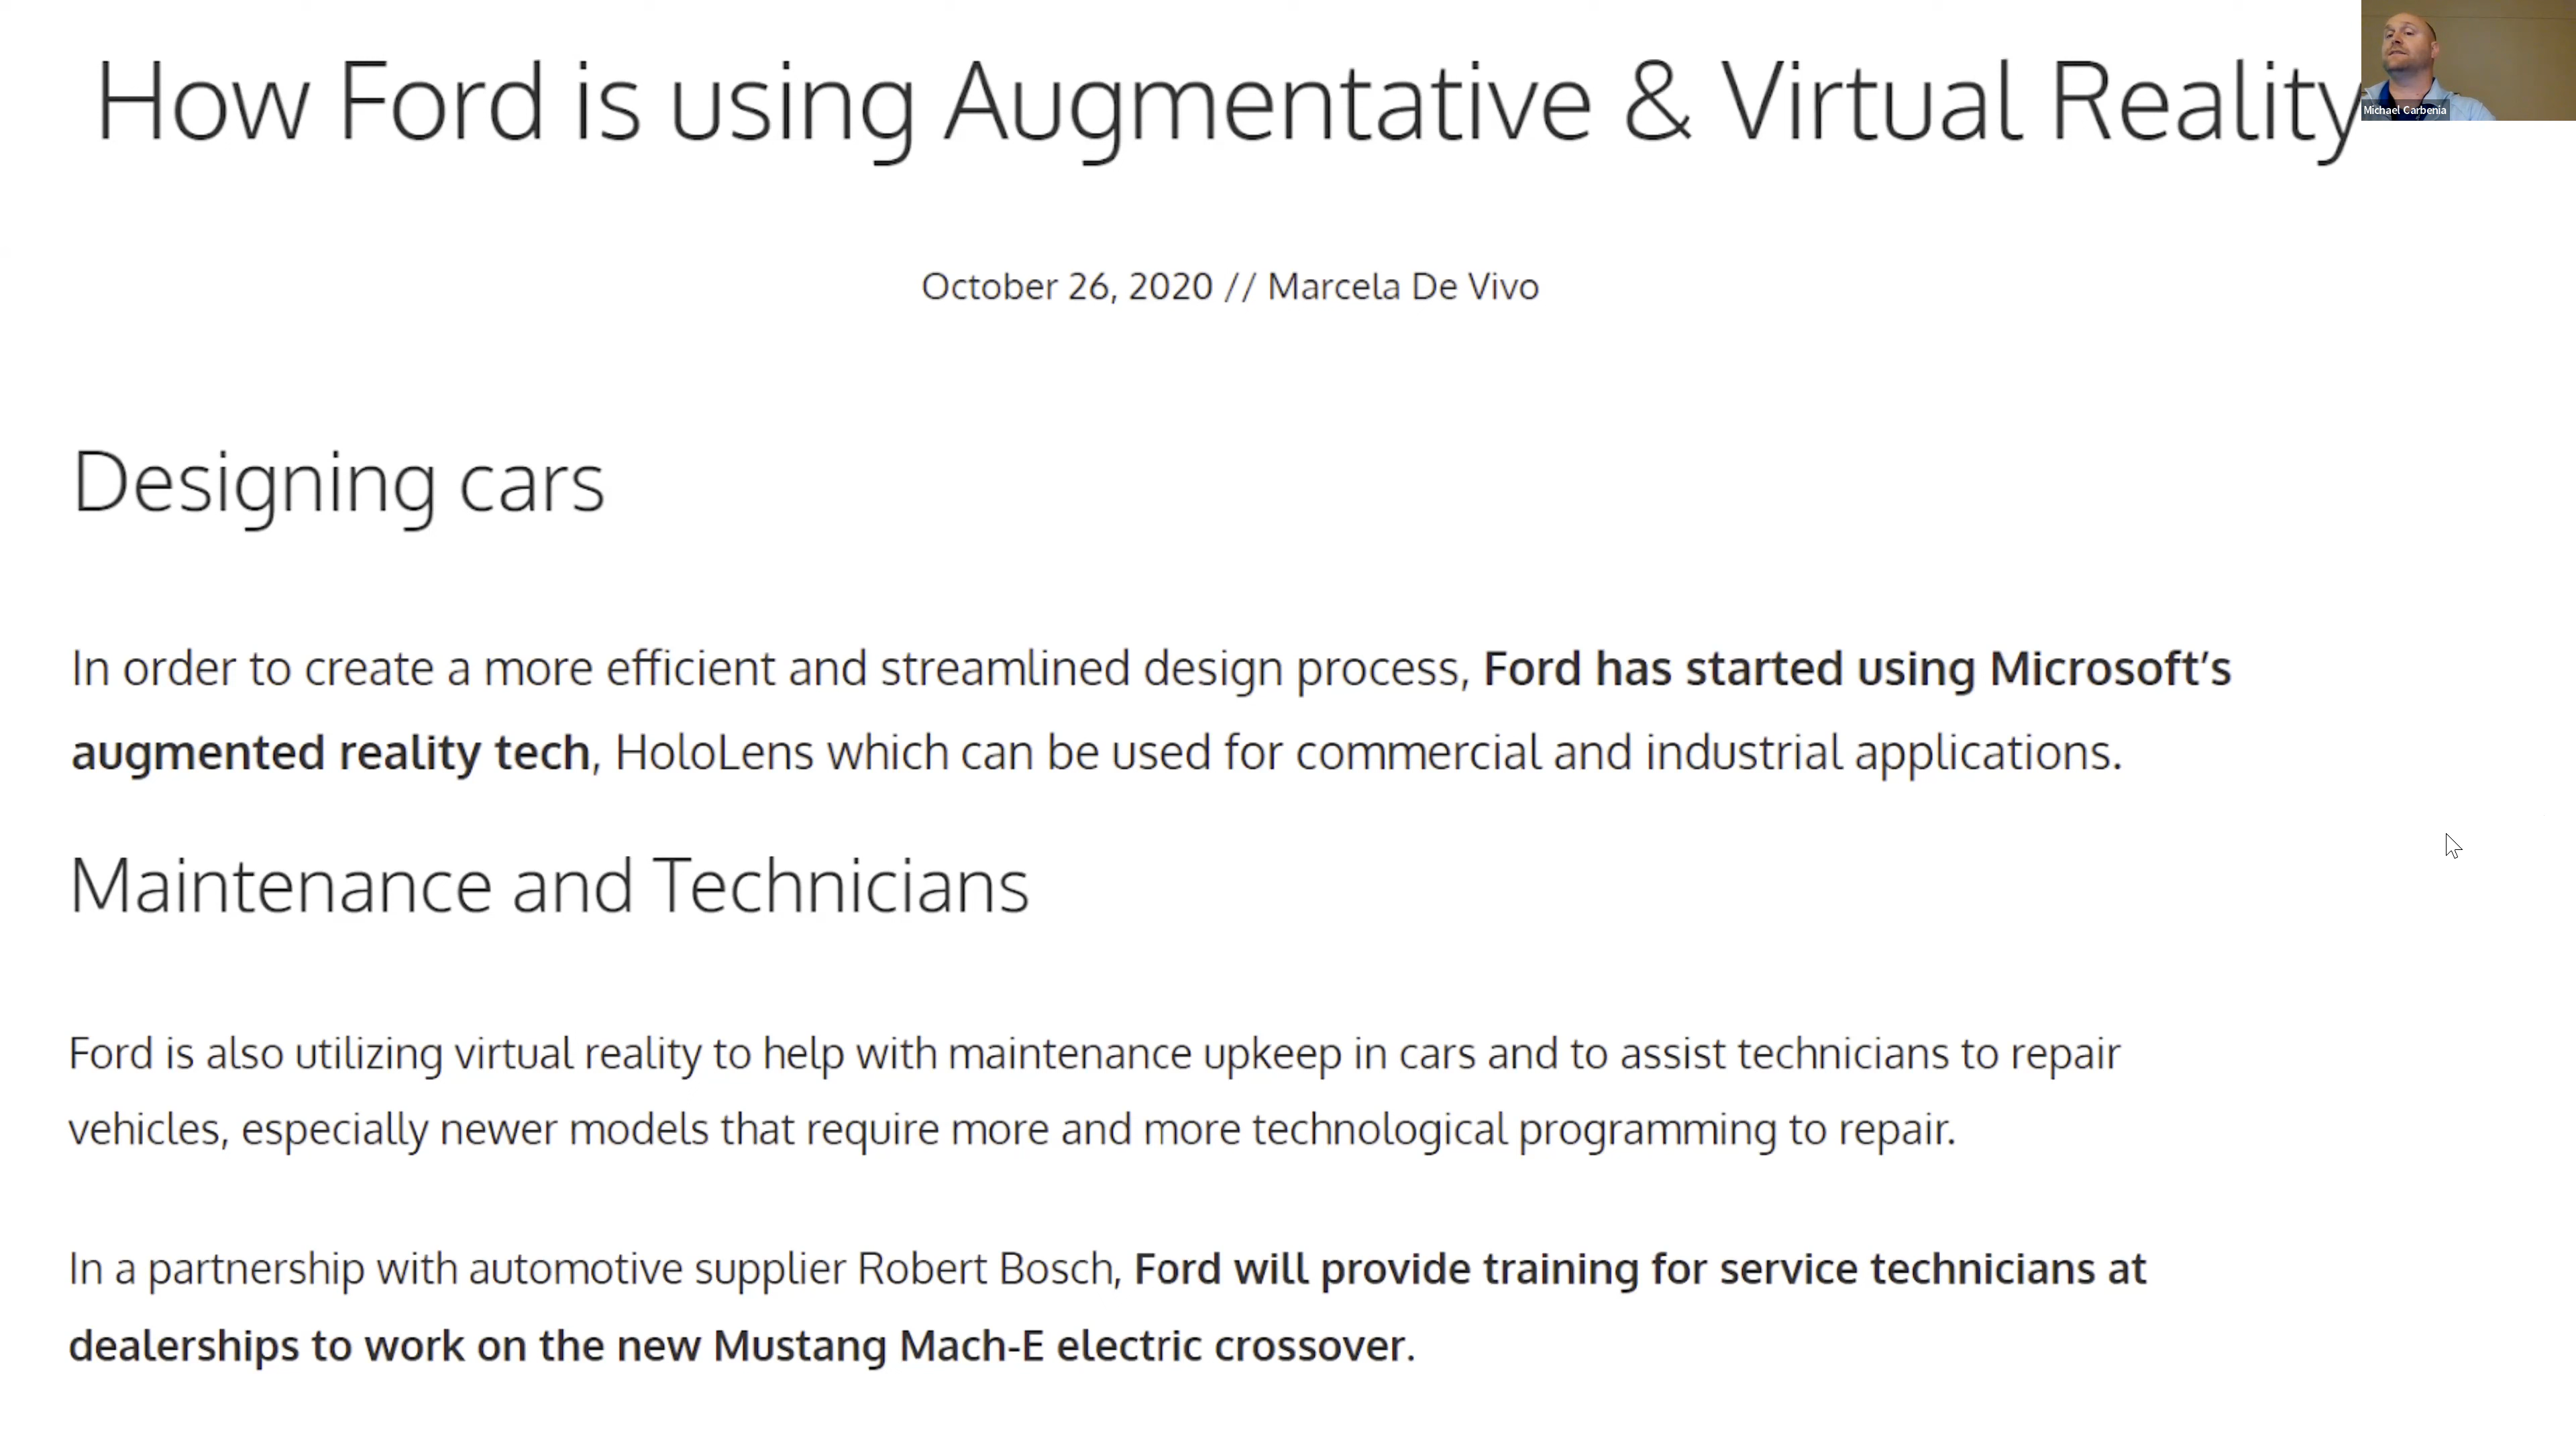 How Ford is using Augmentative & Virtual Reality
Michael Carbenia
October 26, 2020 // Marcela De Vivo
Designing cars
In order to create a more efficient and streamlined design process, Ford has started using Microsoft’s
augmented reality tech, HoloLens which can be used for commercial and industrial applications.
Maintenance and Technicians
Ford is also utilizing virtual reality to help with maintenance upkeep in cars and to assist technicians to repair
vehicles, especially newer models that require more and more technological programming to repair.
In a partnership with automotive supplier Robert Bosch, Ford will provide training for service technicians at
dealerships to work on the new Mustang Mach-E electric crossover.